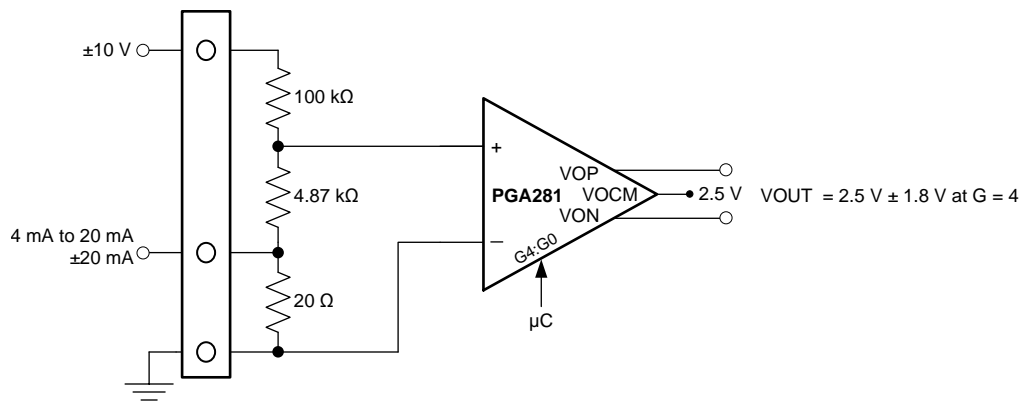 ±10 V
100 kΩ
+
VOP
PGA281
VOCM
2.5 V
VOUT = 2.5 V ± 1.8 V at G = 4
4.87 kΩ
VON
4 mA to 20 mA
±20 mA
–
G4:G0
20 Ω
µC